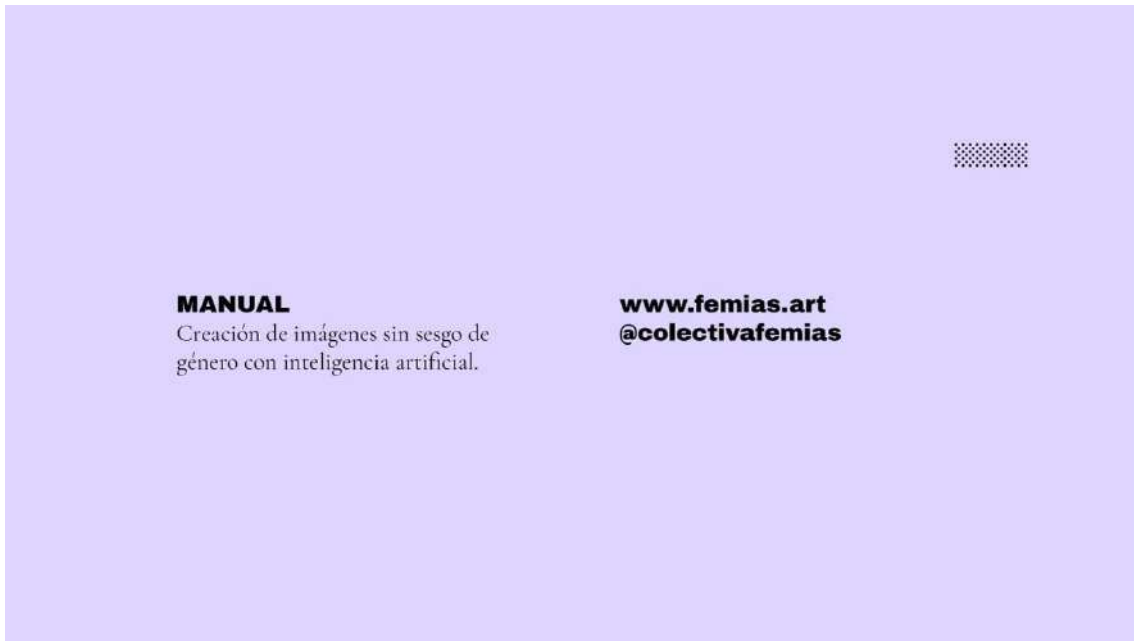 MANUAL
Creación de imágenes sin sesgo de
género con inteligencia artificial.
www.femias.art
@colectivafemias